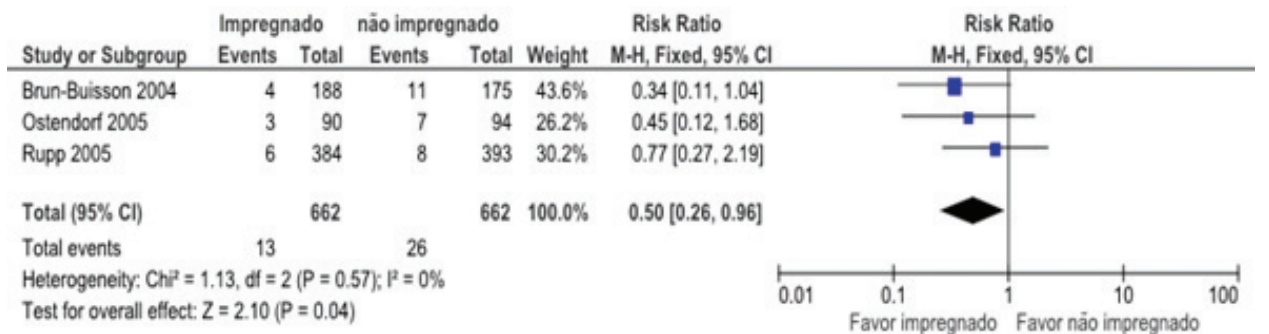 Impregnado não impregnado Risk Ratio Risk Ratio
Study or Subgroup Events Total Events Total Weight M-H, Fixed, 95% CI M-H, Fixed, 95% CI
Brun-Buisson 2004 4 188 11 175 43.6% 0.34 [0.11, 1.04]
Ostendorf 2005 3 90 7 94 26.2% 0.45 [0.12, 1.68]
Rupp 2005 6 384 8 393 30.2% 0.77 [0.27, 2.19]
Total (95% CI) 662 662 100.0% 0.50 [0.26, 0.96]
Total events 13 26
Heterogeneity: Chi² = 1.13, df = 2 (P = 0.57); I² = 0%
Test for overall effect: Z = 2.10 (P = 0.04)
0.01 0.1 1 10 100
Favor impregnado Favor não impregnado